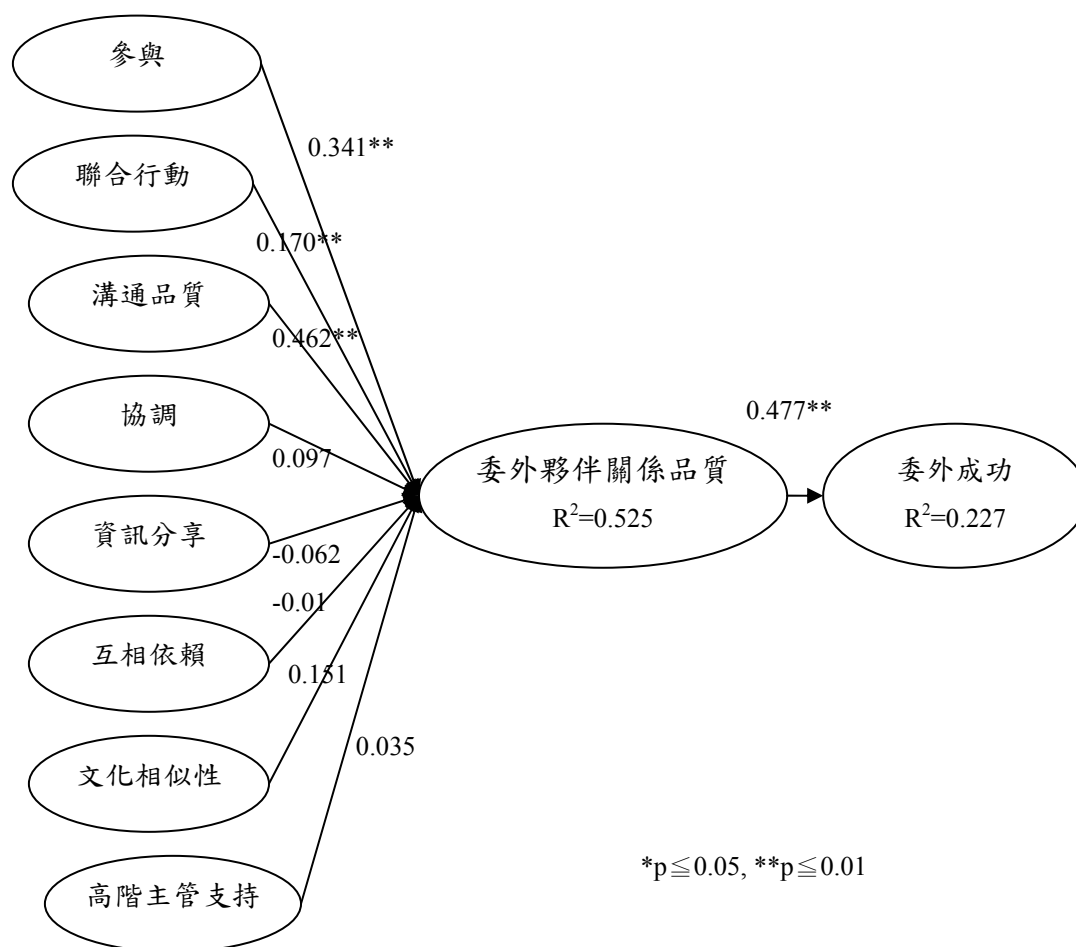 參與
0.341**
聯合行動
0.170**
溝通品質
0.462**
協調
0.097
0.477**
委外夥伴關係品質
R²=0.525
委外成功
R²=0.227
資訊分享
-0.062
-0.01
互相依賴
0.151
文化相似性
0.035
高階主管支持
*p≦0.05, **p≦0.01